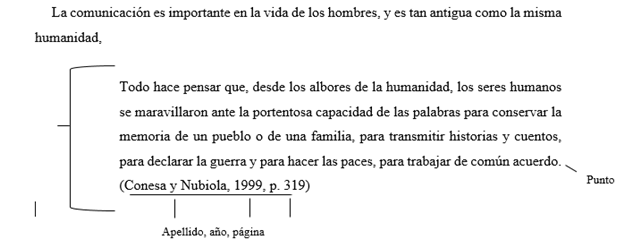 La comunicación es importante en la vida de los hombres, y es tan antigua como la misma
humanidad,
Todo hace pensar que, desde los albores de la humanidad, los seres humanos
se maravillaron ante la portentosa capacidad de las palabras para conservar la
memoria de un pueblo o de una familia, para transmitir historias y cuentos,
para declarar la guerra y para hacer las paces, para trabajar de común acuerdo.
Punto
(Conesa y Nubiola, 1999, p. 319)
Apellido, año, página